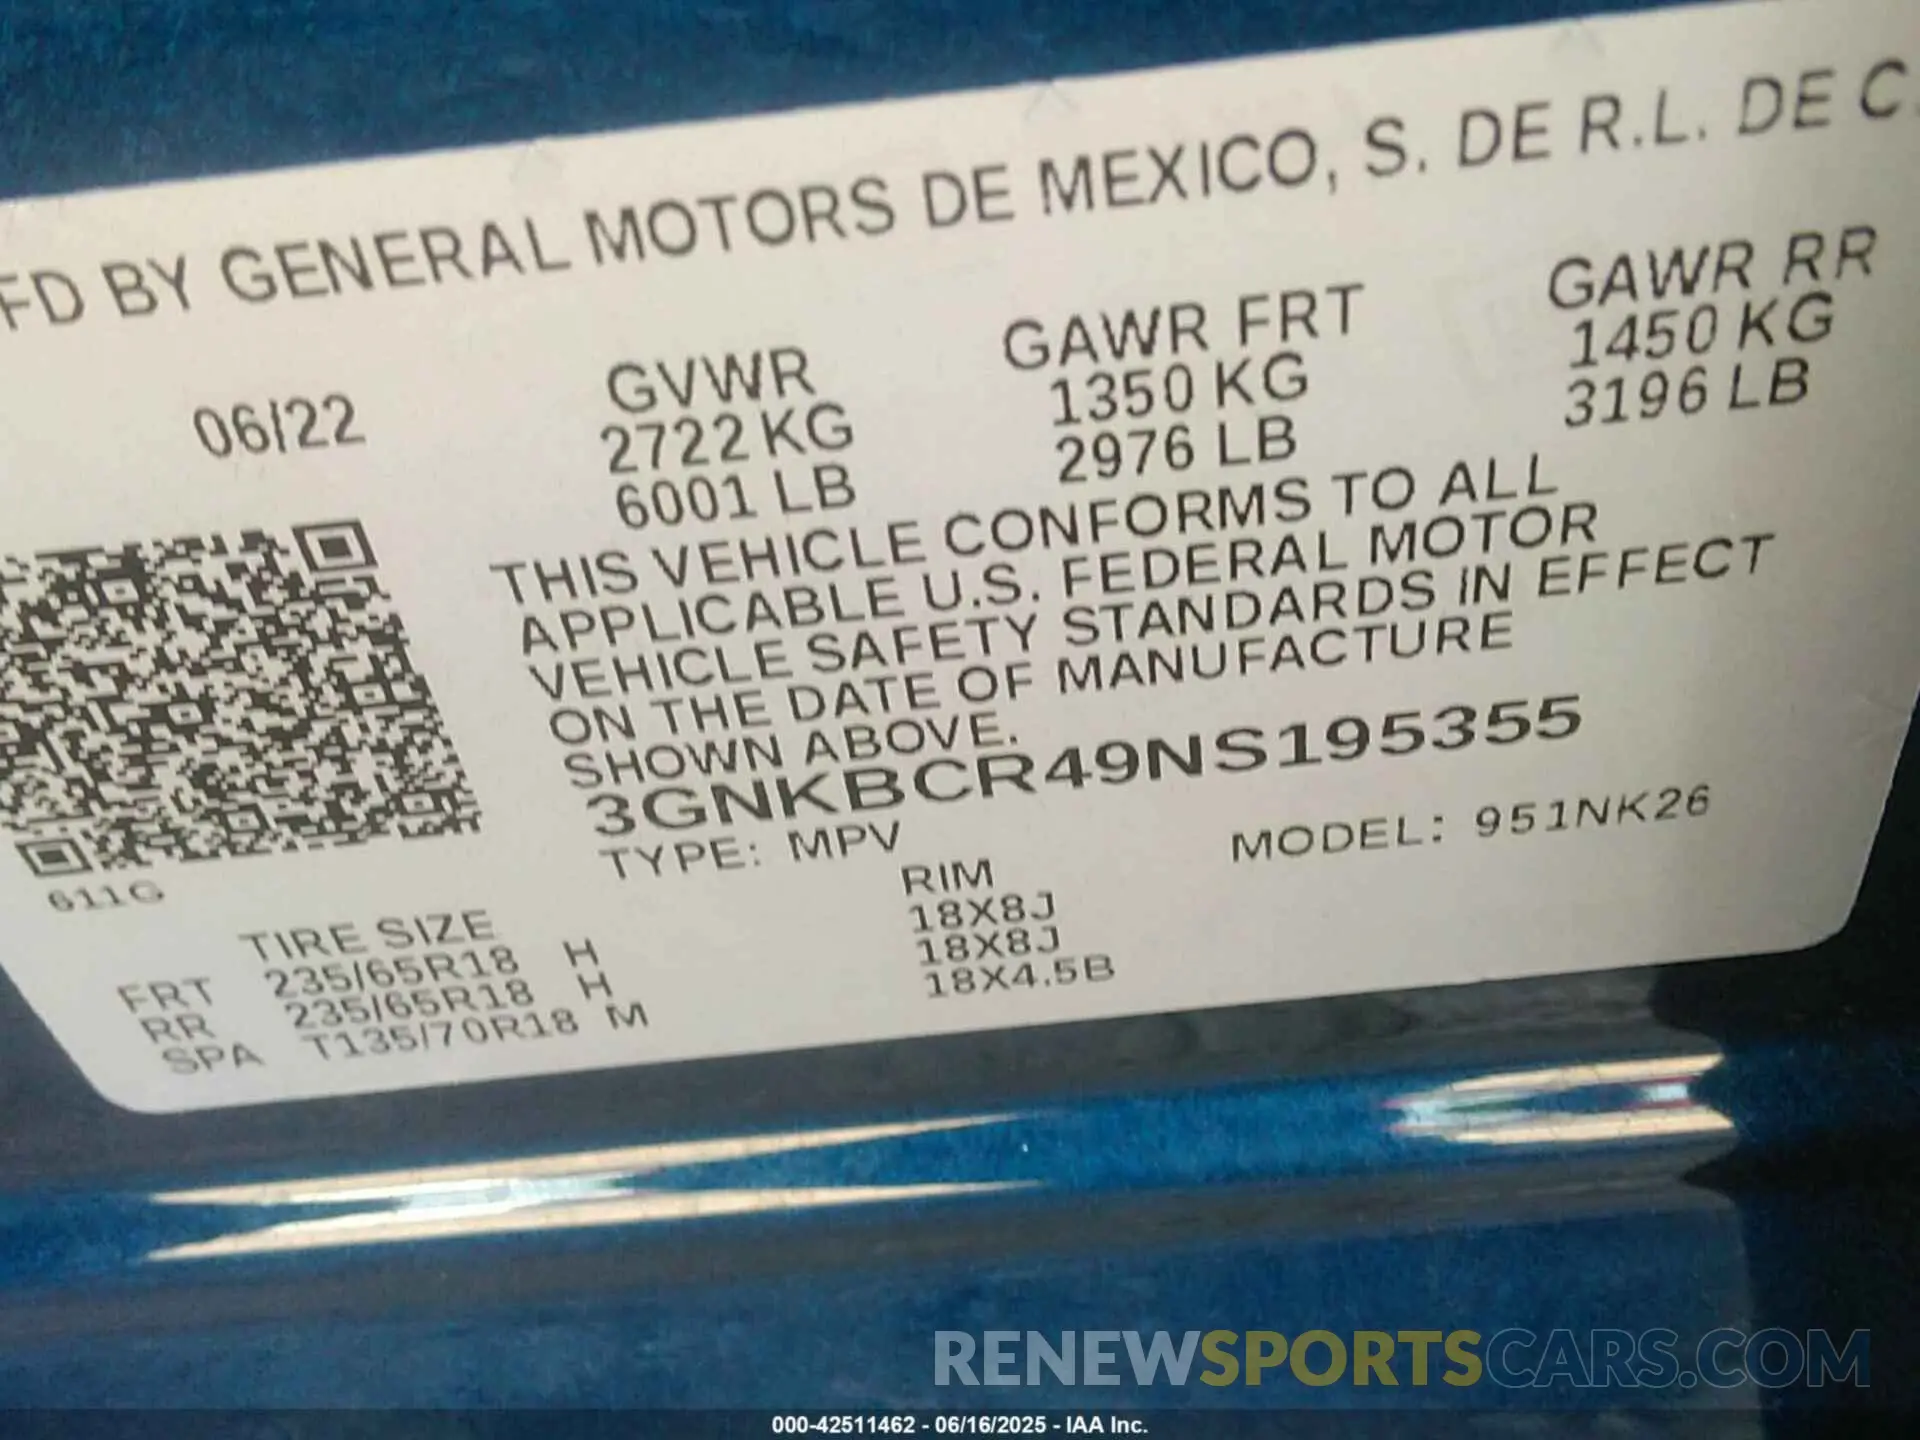 FD BY GENERAL MOTORS DE MEXICO, S. DE R.L. DE C.
06/22
GVWR
2722 KG
6001 LB
GAWR FRT
1350 KG
2976 LB
GAWR RR
1450 KG
3196 LB
THIS VEHICLE CONFORMS TO ALL
APPLICABLE U.S. FEDERAL MOTOR
VEHICLE SAFETY STANDARDS IN EFFECT
ON THE DATE OF MANUFACTURE
SHOWN ABOVE.
3GNKBCR49NS195355
TYPE: MPV
MODEL: 951NK26
611G
TIRE SIZE RIM
FRT 235/65R18 H 18X8J
RR 235/65R18 H 18X8J
SPA T135/70R18 M 18X4.5B
RENEWSPORTSCARS.COM
000-42511462 - 06/16/2025 - IAA Inc.